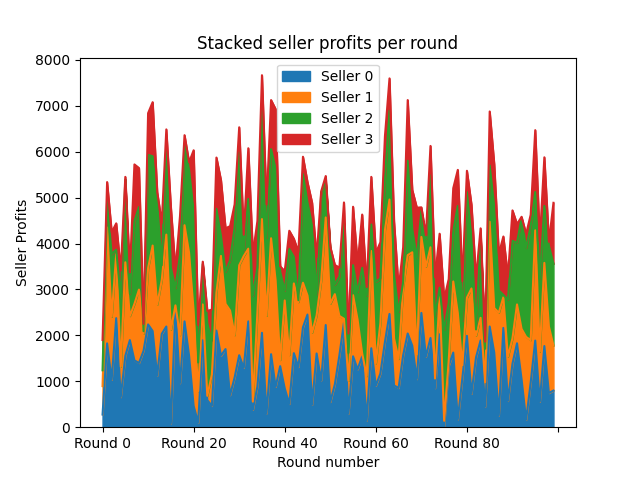 Stacked seller profits per round
8000
7000
6000
5000
4000
3000
2000
1000
0
Seller Profits
Seller 0
Seller 1
Seller 2
Seller 3
Round 0
Round 20
Round 40
Round 60
Round 80
Round number